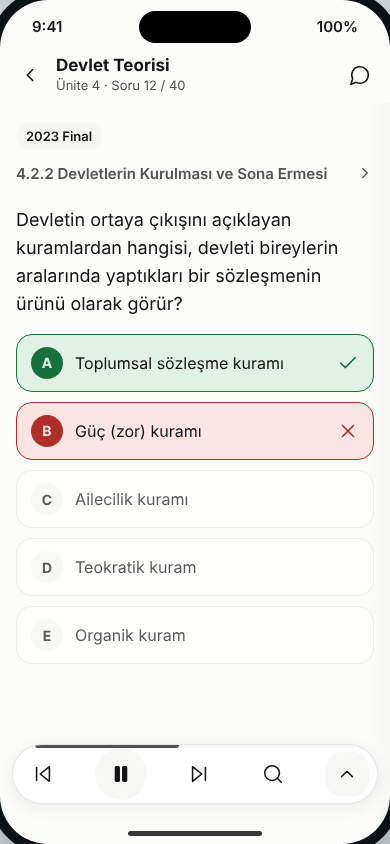 9:41
100%
Devlet Teorisi
Ünite 4 · Soru 12 / 40
2023 Final
4.2.2 Devletlerin Kurulması ve Sona Ermesi
Devletin ortaya çıkışını açıklayan
kuramlardan hangisi, devleti bireylerin
aralarında yaptıkları bir sözleşmenin
ürünü olarak görür?
A Toplumsal sözleşme kuramı
B Güç (zor) kuramı
C Ailecilik kuramı
D Teokratik kuram
E Organik kuram